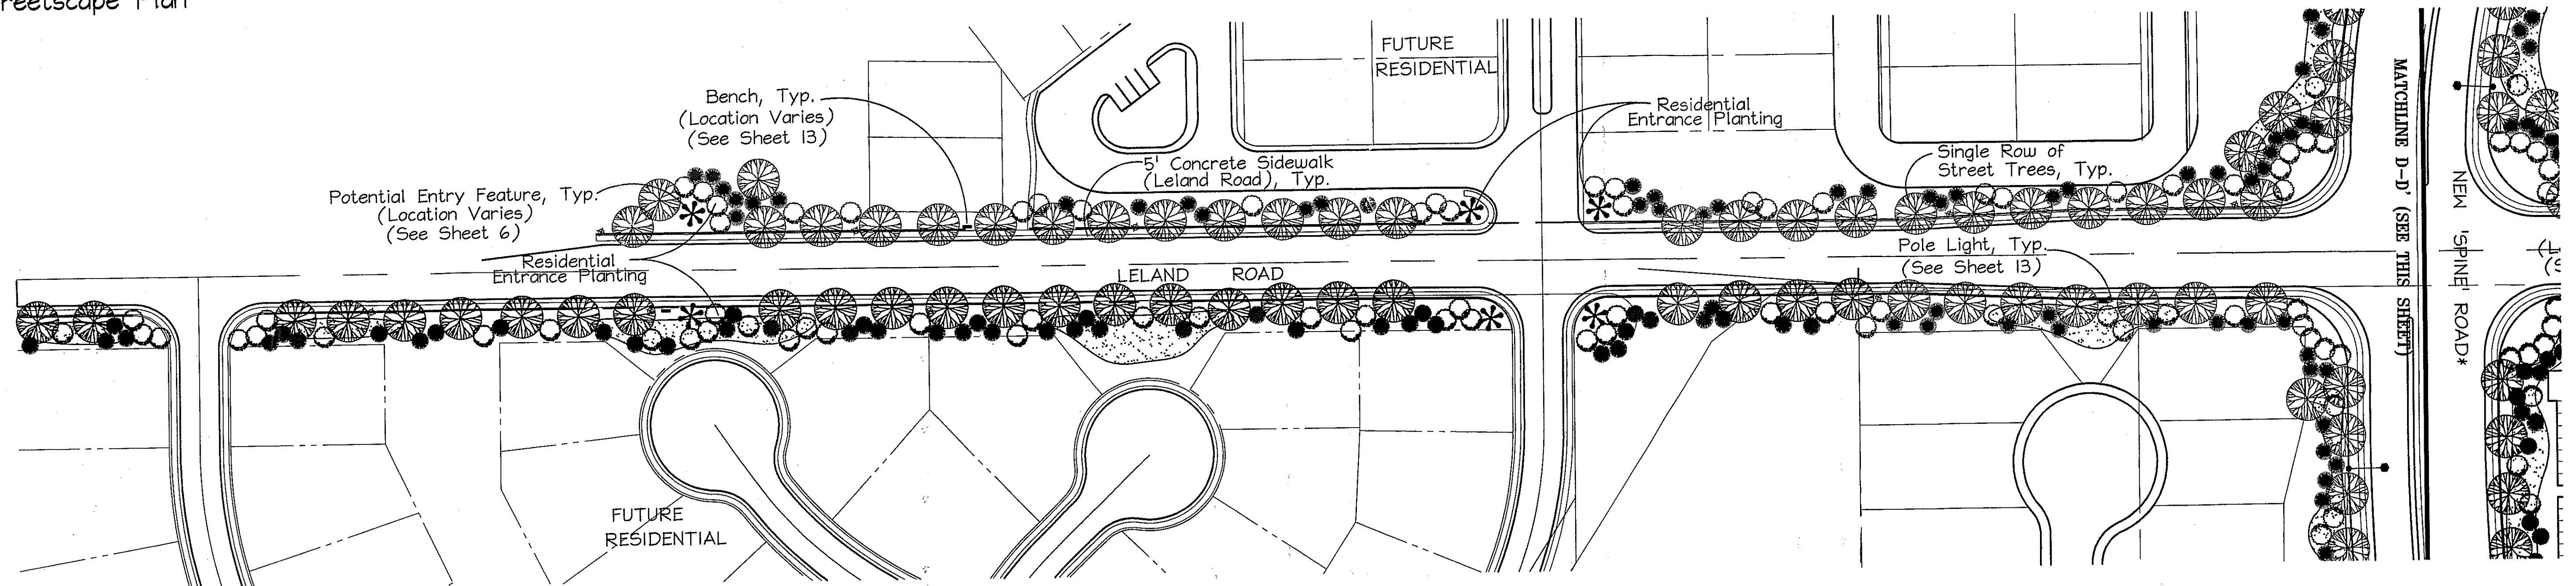 Streetscape Plan
FUTURE
RESIDENTIAL
Bench, Typ.
(Location Varies)
(See Sheet 13)
Residential
Entrance Planting
5' Concrete Sidewalk
(Leland Road), Typ.
Single Row of
Street Trees, Typ.
Potential Entry Feature, Typ.
(Location Varies)
(See Sheet 6)
Residential
Entrance Planting
LELAND ROAD
Pole Light, Typ.
(See Sheet 13)
MATCHLINE D-D' (SEE THIS SHEET)
NEW 'SPINE' ROAD*
FUTURE
RESIDENTIAL